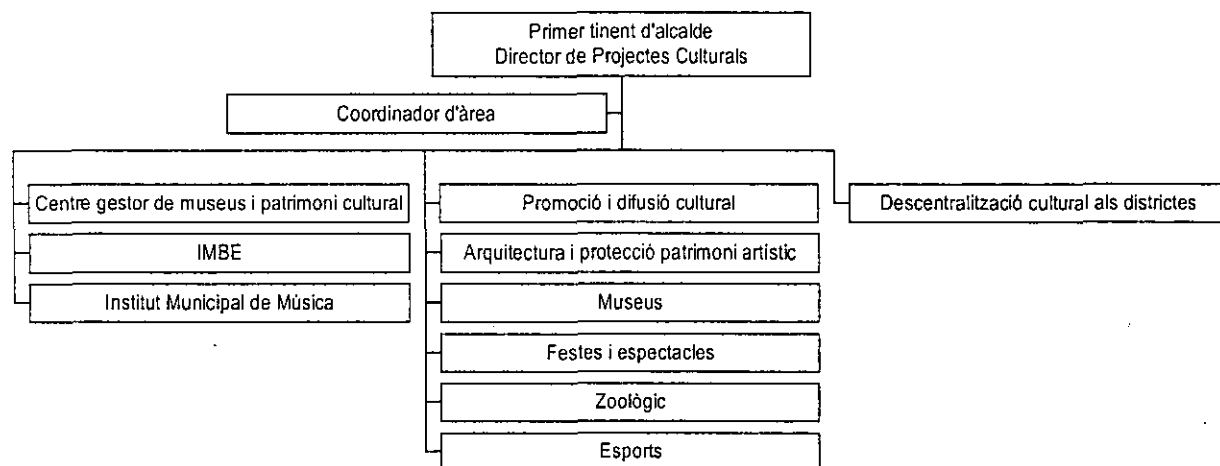 Primer tinent d'alcalde
Director de Projectes Culturals
Coordinador d'àrea
Centre gestor de museus i patrimoni cultural
IMBE
Institut Municipal de Música
Promoció i difusió cultural
Arquitectura i protecció patrimoni artístic
Museus
Festes i espectacles
Zoològic
Esports
Descentralització cultural als districtes